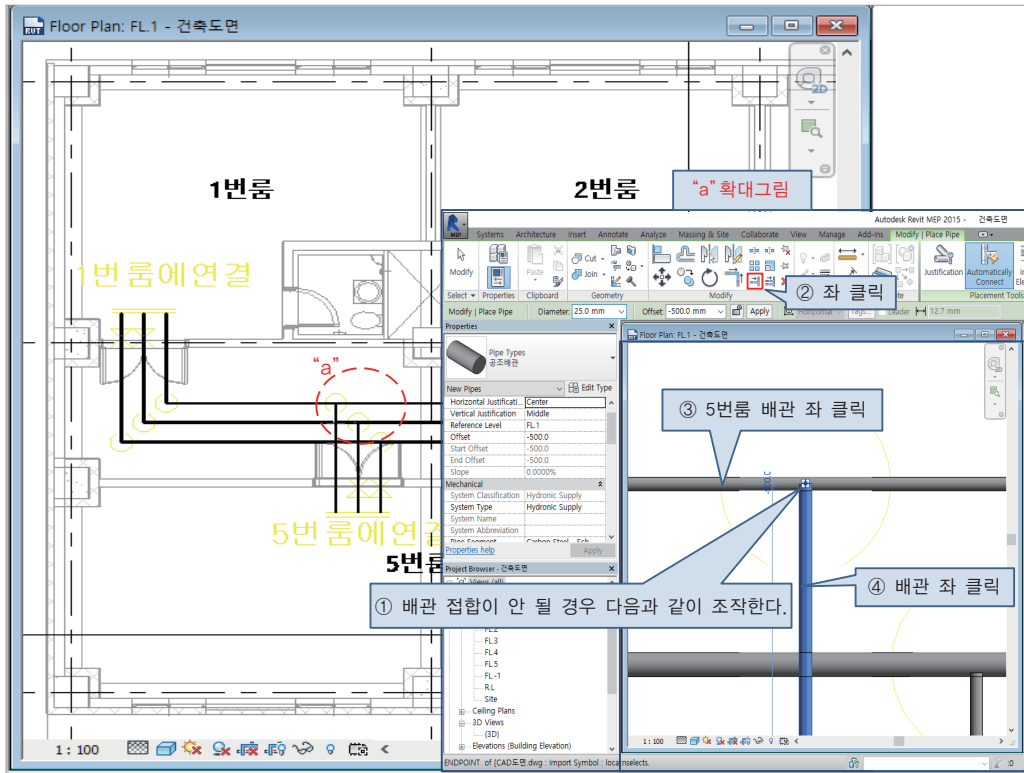 Floor Plan: FL.1 - 건축도면
2D
1번룸
2번룸
"a" 확대그림
1번룸에연결
"a"
5번룸에연결
5번룸
1 : 100
Autodesk Revit MEP 2015 - 건축도면
MEP
Systems Architecture Insert Annotate Analyze Massing & Site Collaborate View Manage Add-Ins Modify | Place Pipe
Modify
Paste
Cut
Join
Justification
Automatically Connect
Select Properties Clipboard Geometry Modify Placement Tools
② 좌 클릭
Modify | Place Pipe Diameter: 25.0 mm Offset: -500.0 mm Apply Horizontal Tags... Leader 12.7 mm
Properties
Pipe Types
공조배관
New Pipes Edit Type
Horizontal Justificati... Center
Vertical Justification Middle
Reference Level FL.1
Offset -500.0
Start Offset -500.0
End Offset -500.0
Slope 0.0000%
Mechanical
System Classification Hydronic Supply
System Type Hydronic Supply
System Name
System Abbreviation
Pipe Segment Carbon Steel - Sch
Properties help Apply
Project Browser - 건축도면
Views (all)
FL.2
FL.3
FL.4
FL.5
FL.-1
R.L
Site
Ceiling Plans
3D Views
{3D}
Elevations (Building Elevation)
Floor Plan: FL.1 - 건축도면
③ 5번룸 배관 좌 클릭
④ 배관 좌 클릭
① 배관 접합이 안 될 경우 다음과 같이 조작한다.
1 : 100
ENDPOINT of [CAD도면.dwg : Import Symbol : loca
nselects.
:0